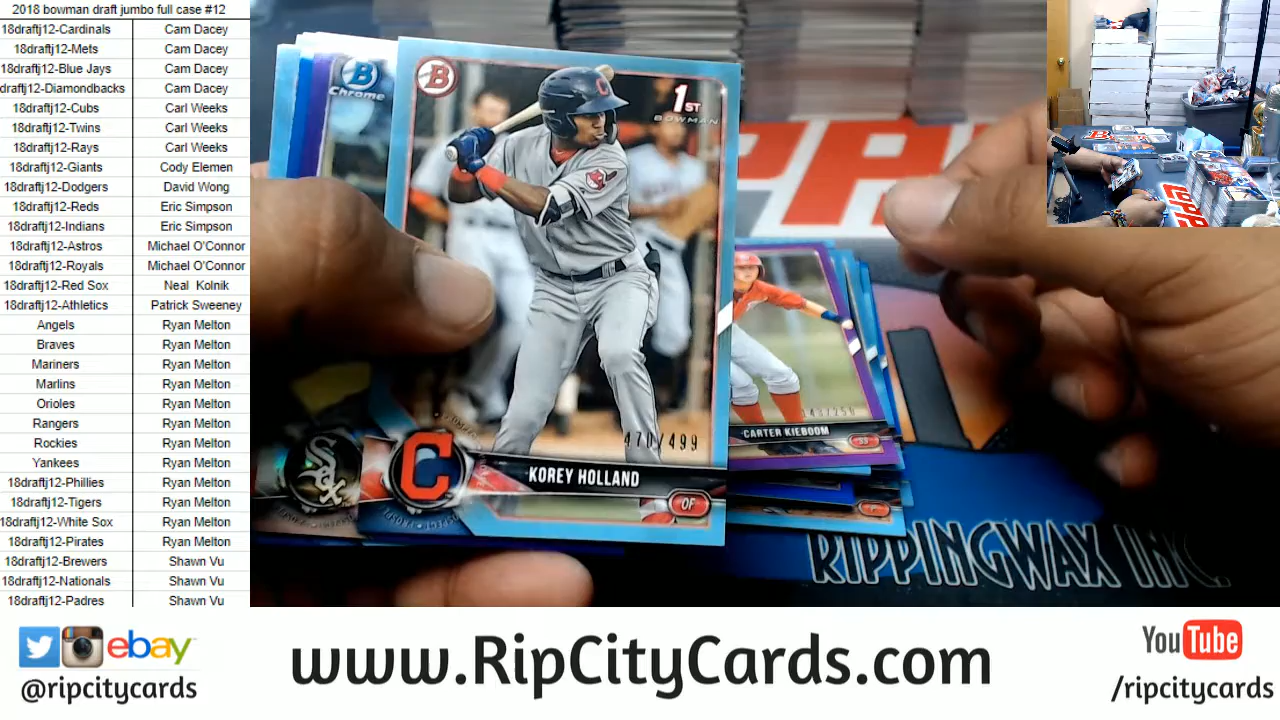 2018 bowman draft jumbo full case #12
18draftj12-Cardinals Cam Dacey
18draftj12-Mets Cam Dacey
18draftj12-Blue Jays Cam Dacey
draftj12-Diamondbacks Cam Dacey
18draftj12-Cubs Carl Weeks
18draftj12-Twins Carl Weeks
18draftj12-Rays Carl Weeks
18draftj12-Giants Cody Elemen
18draftj12-Dodgers David Wong
18draftj12-Reds Eric Simpson
18draftj12-Indians Eric Simpson
18draftj12-Astros Michael O'Connor
18draftj12-Royals Michael O'Connor
18draftj12-Red Sox Neal Kolnik
18draftj12-Athletics Patrick Sweeney
Angels Ryan Melton
Braves Ryan Melton
Mariners Ryan Melton
Marlins Ryan Melton
Orioles Ryan Melton
Rangers Ryan Melton
Rockies Ryan Melton
Yankees Ryan Melton
18draftj12-Phillies Ryan Melton
18draftj12-Tigers Ryan Melton
18draftj12-White Sox Ryan Melton
18draftj12-Pirates Ryan Melton
18draftj12-Brewers Shawn Vu
18draftj12-Nationals Shawn Vu
18draftj12-Padres Shawn Vu
B
Chrome
B
1ST
BOWMAN
470/499
KOREY HOLLAND
OF
C
Sox
CARTER KIEBOOM
RIPPINGWAX INC.
ebay
@ripcitycards
www.RipCityCards.com
YouTube
/ripcitycards